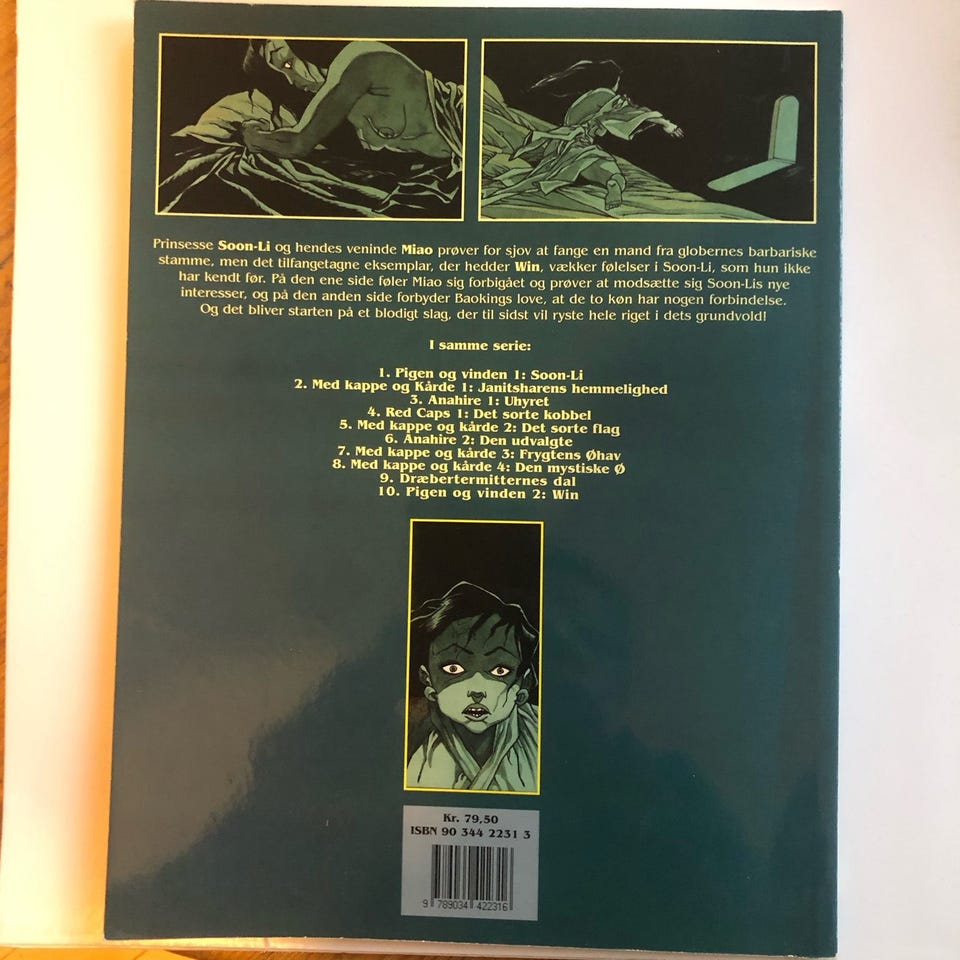 Prinsesse Soon-Li og hendes veninde Miao prøver for sjov at fange en mand fra globernes barbariske
stamme, men det tilfangetagne eksemplar, der hedder Win, vækker følelser i Soon-Li, som hun ikke
har kendt før. På den ene side føler Miao sig forbigået og prøver at modsætte sig Soon-Lis nye
interesser, og på den anden side forbyder Baokings love, at de to køn har nogen forbindelse.
Og det bliver starten på et blodigt slag, der til sidst vil ryste hele riget i dets grundvold!
I samme serie:
1. Pigen og vinden 1: Soon-Li
2. Med kappe og Kårde 1: Janitsharens hemmelighed
3. Anahire 1: Uhyret
4. Red Caps 1: Det sorte kobbel
5. Med kappe og kårde 2: Det sorte flag
6. Anahire 2: Den udvalgte
7. Med kappe og kårde 3: Frygtens Øhav
8. Med kappe og kårde 4: Den mystiske Ø
9. Dræbertermitternes dal
10. Pigen og vinden 2: Win
Kr. 79,50
ISBN 90 344 2231 3
9 789034 422316